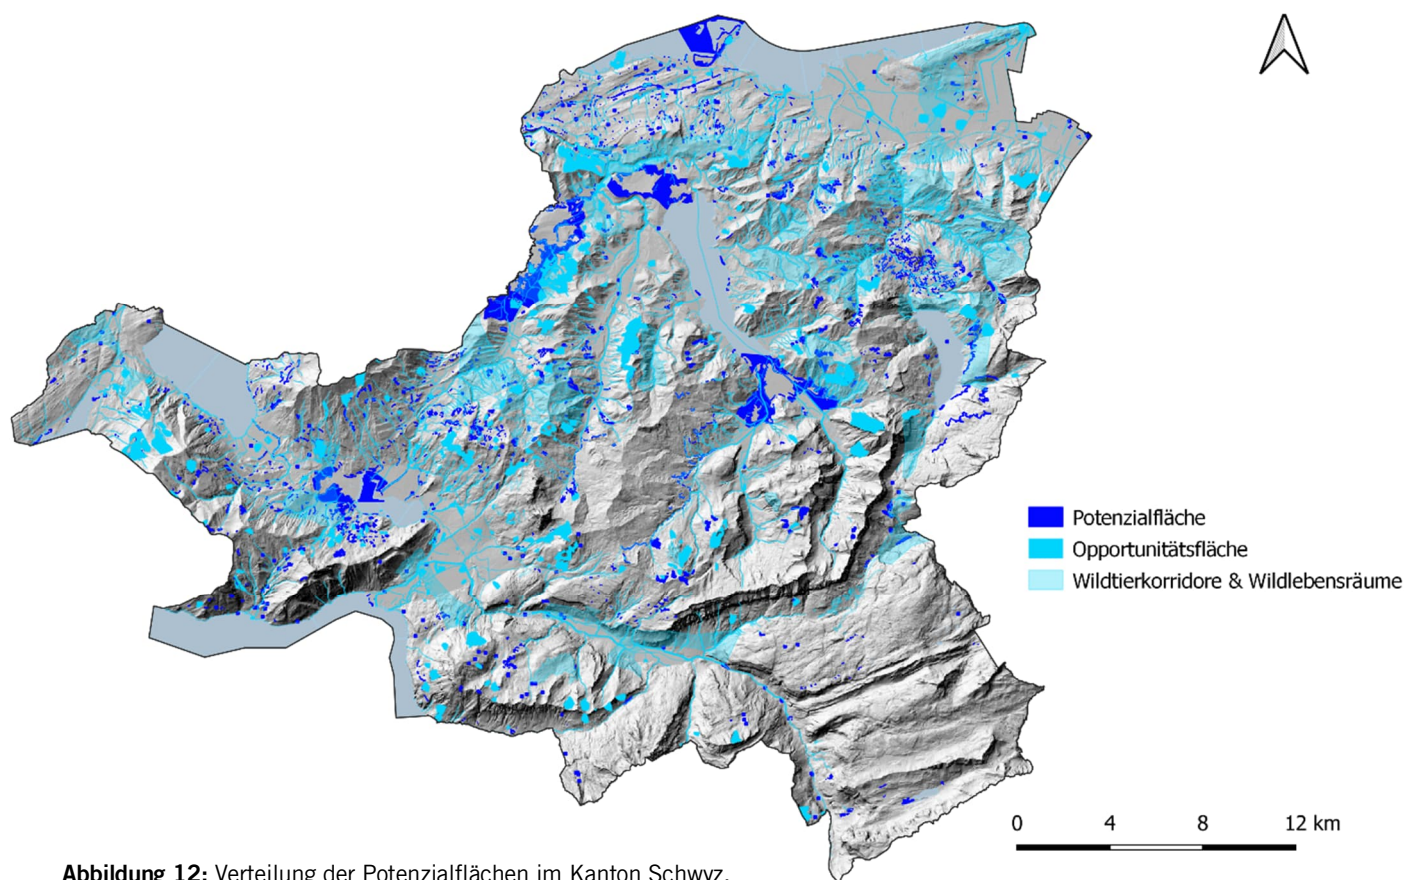 Potenzialfläche
Opportunitätsfläche
Wildtierkorridore & Wildlebensräume
0 4 8 12 km
Abbildung 12: Verteilung der Potenzialflächen im Kanton Schwyz.